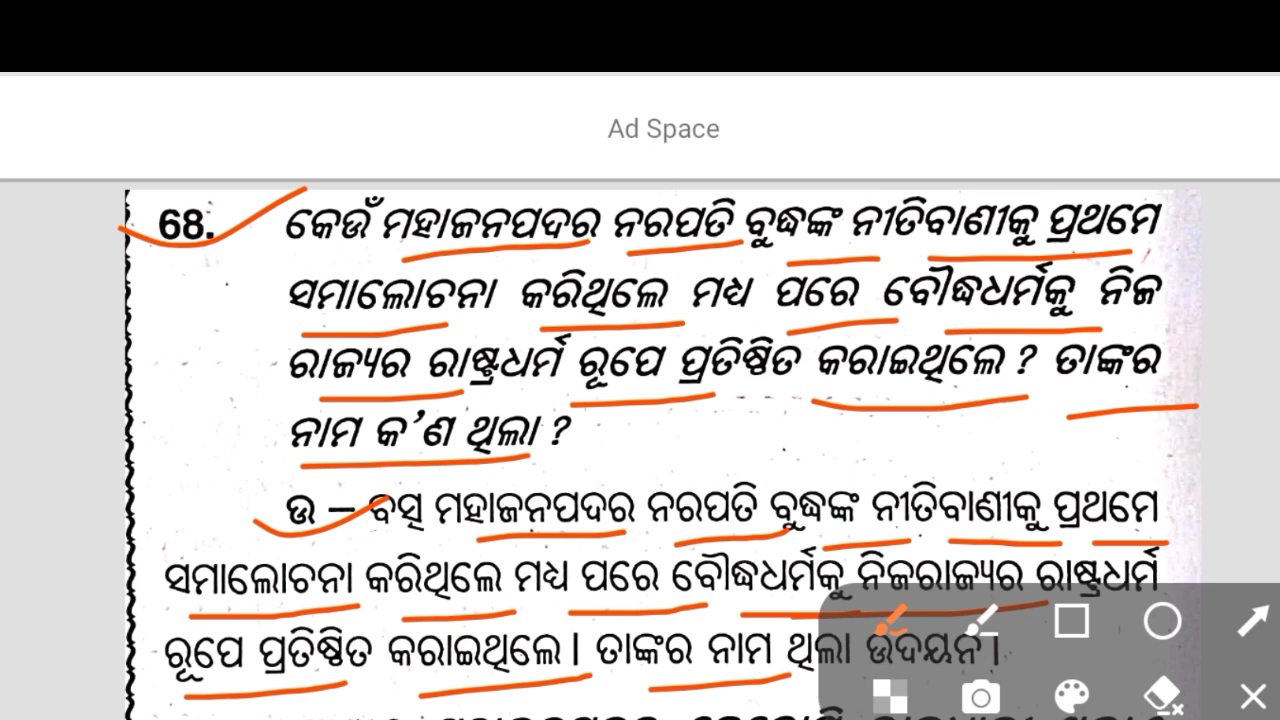 Ad Space
68. କେଉଁ ମହାଜନପଦର ନରପତି ବୁଦ୍ଧଙ୍କ ନୀତିବାଣୀକୁ ପ୍ରଥମେ
ସମାଲୋଚନା କରିଥିଲେ ମଧ୍ୟ ପରେ ବୌଦ୍ଧଧର୍ମକୁ ନିଜ
ରାଜ୍ୟର ରାଷ୍ଟ୍ରଧର୍ମ ରୂପେ ପ୍ରତିଷ୍ଠିତ କରାଇଥିଲେ ? ତାଙ୍କର
ନାମ କ'ଣ ଥିଲା ?
ଉ – ବତ୍ସ ମହାଜନପଦର ନରପତି ବୁଦ୍ଧଙ୍କ ନୀତିବାଣୀକୁ ପ୍ରଥମେ
ସମାଲୋଚନା କରିଥିଲେ ମଧ୍ୟ ପରେ ବୌଦ୍ଧଧର୍ମକୁ ନିଜରାଜ୍ୟର ରାଷ୍ଟ୍ରଧର୍ମ
ରୂପେ ପ୍ରତିଷ୍ଠିତ କରାଇଥିଲେ। ତାଙ୍କର ନାମ ଥିଲା ଉଦୟନ।